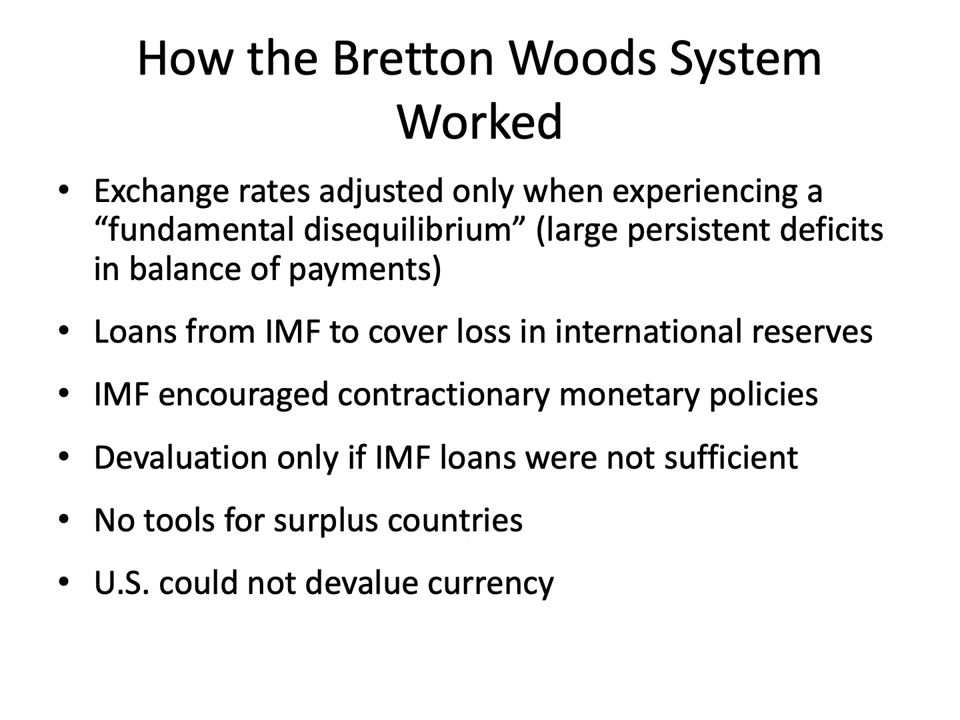 How the Bretton Woods System
Worked
• Exchange rates adjusted only when experiencing a
“fundamental disequilibrium” (large persistent deficits
in balance of payments)
• Loans from IMF to cover loss in international reserves
• IMF encouraged contractionary monetary policies
• Devaluation only if IMF loans were not sufficient
• No tools for surplus countries
• U.S. could not devalue currency